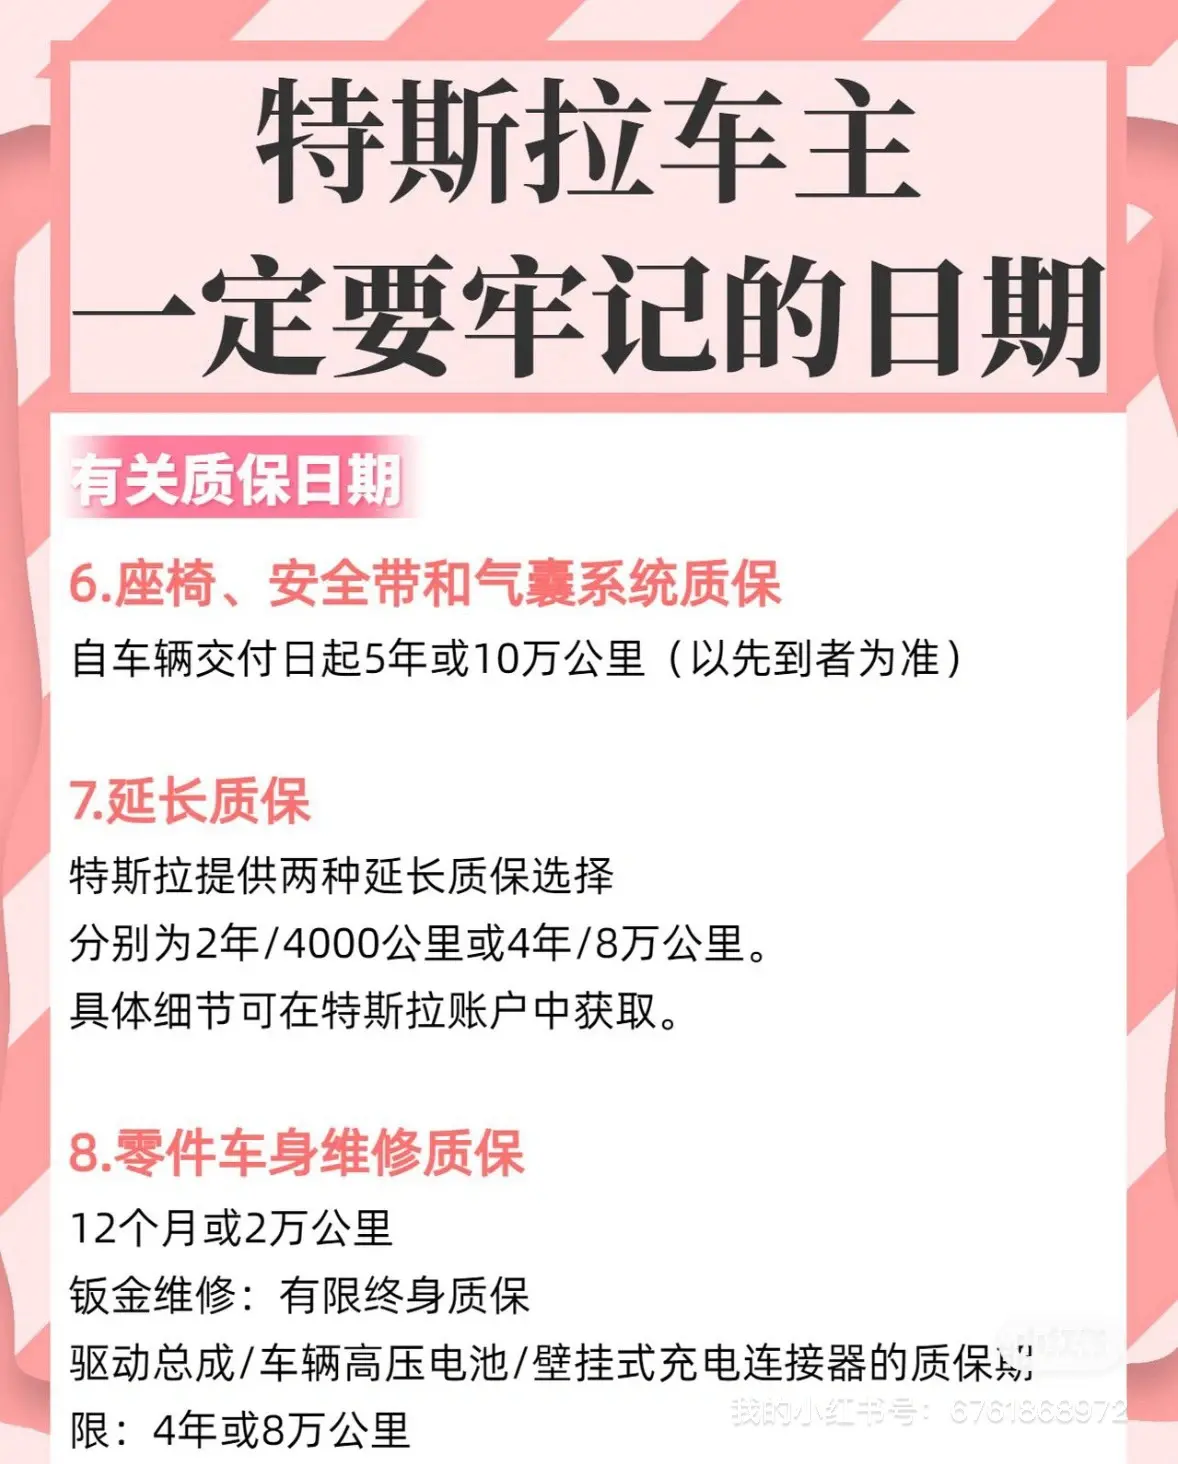 特斯拉车主
一定要牢记的日期
有关质保日期
6.座椅、安全带和气囊系统质保
自车辆交付日起5年或10万公里（以先到者为准）
7.延长质保
特斯拉提供两种延长质保选择
分别为2年/4000公里或4年/8万公里。
具体细节可在特斯拉账户中获取。
8.零件车身维修质保
12个月或2万公里
钣金维修：有限终身质保
驱动总成/车辆高压电池/壁挂式充电连接器的质保期
限：4年或8万公里
小红书
我的小红书号：6761868972